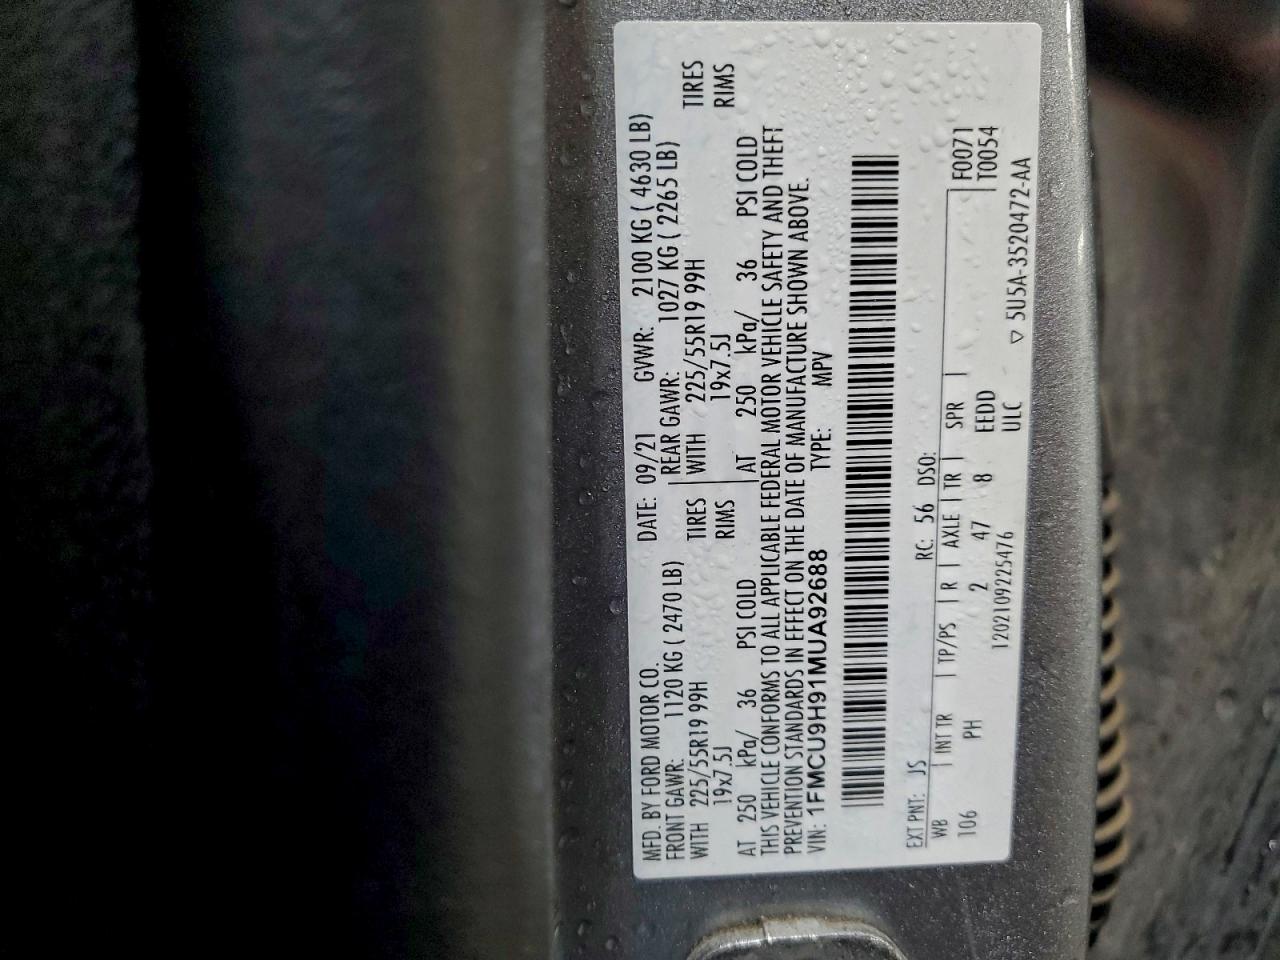 MFD. BY FORD MOTOR CO. DATE: 09/21 GVWR: 2100 KG ( 4630 LB)
FRONT GAWR: 1120 KG ( 2470 LB) REAR GAWR: 1027 KG ( 2265 LB)
WITH 225/55R19 99H TIRES WITH 225/55R19 99H TIRES
19x7.5J RIMS 19x7.5J RIMS
AT 250 kPa/ 36 PSI COLD AT 250 kPa/ 36 PSI COLD
THIS VEHICLE CONFORMS TO ALL APPLICABLE FEDERAL MOTOR VEHICLE SAFETY AND THEFT
PREVENTION STANDARDS IN EFFECT ON THE DATE OF MANUFACTURE SHOWN ABOVE.
VIN: 1FMCU9H91MUA92688 TYPE: MPV
EXT PNT: JS RC: 56 DSO:
WB INT TR TP/PS R AXLE TR SPR F0071
106 PH 2 47 8 EEDD T0054
1202109225476 ULC ▽ 5U5A-3520472-AA